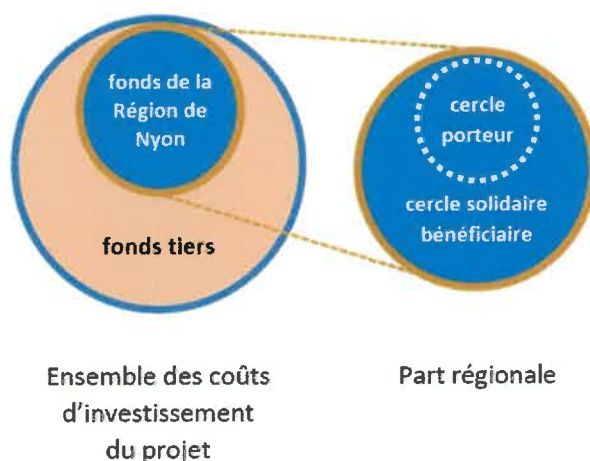 fonds de la
Région de
Nyon
fonds tiers
cercle
porteur
cercle solidaire
bénéficiaire
Ensemble des coûts
d'investissement
du projet
Part régionale